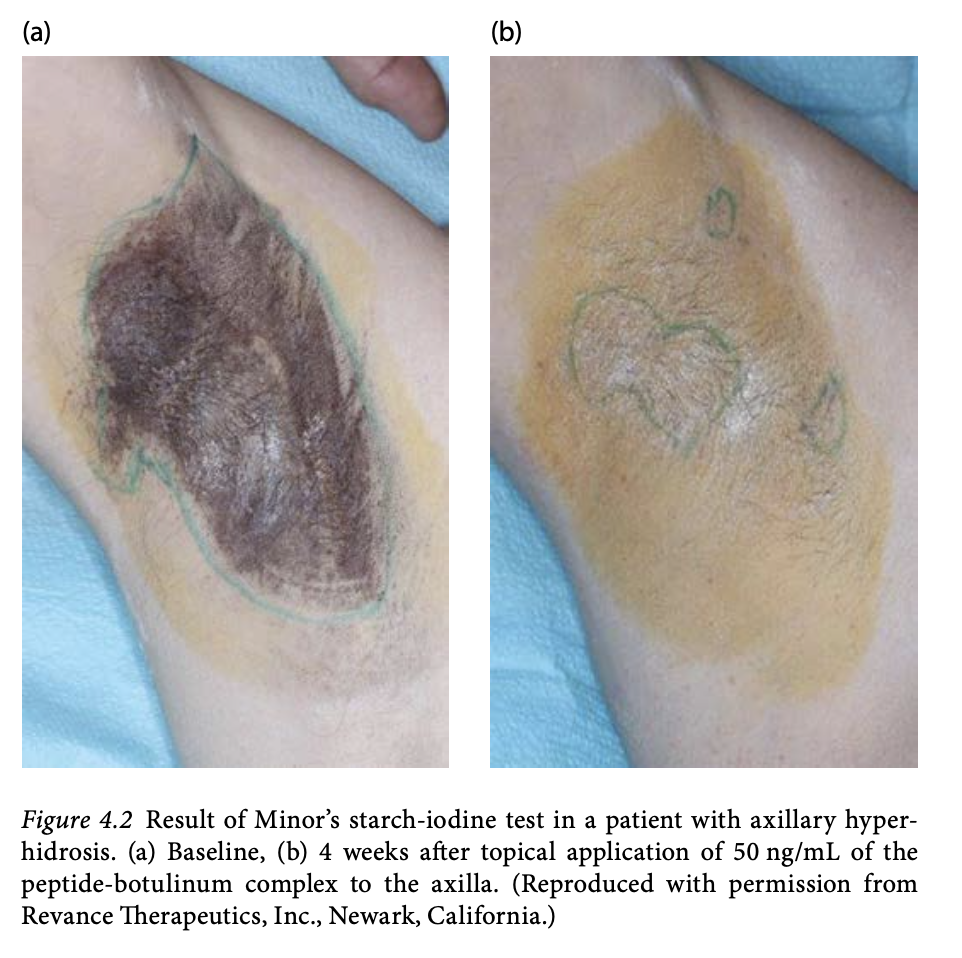 (a)
(b)
Figure 4.2 Result of Minor’s starch-iodine test in a patient with axillary hyper-
hidrosis. (a) Baseline, (b) 4 weeks after topical application of 50 ng/mL of the
peptide-botulinum complex to the axilla. (Reproduced with permission from
Revance Therapeutics, Inc., Newark, California.)